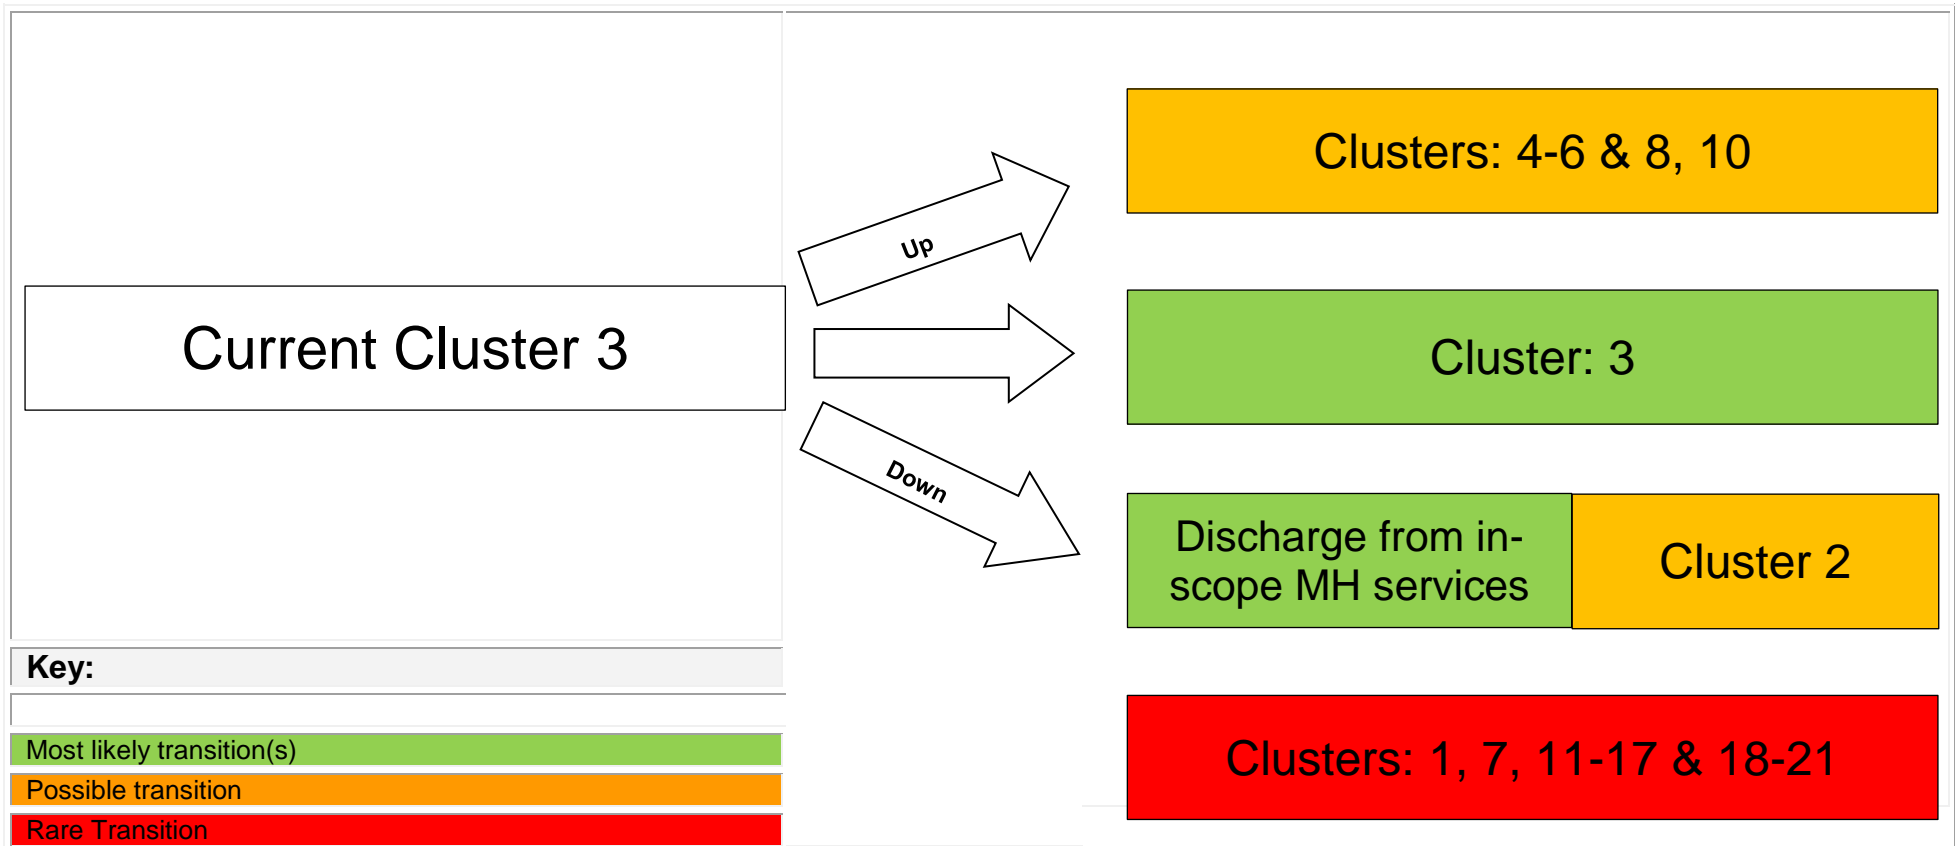 Current Cluster 3
Up
Down
Clusters: 4-6 & 8, 10
Cluster: 3
Discharge from in-
scope MH services
Cluster 2
Clusters: 1, 7, 11-17 & 18-21
Key:
Most likely transition(s)
Possible transition
Rare Transition